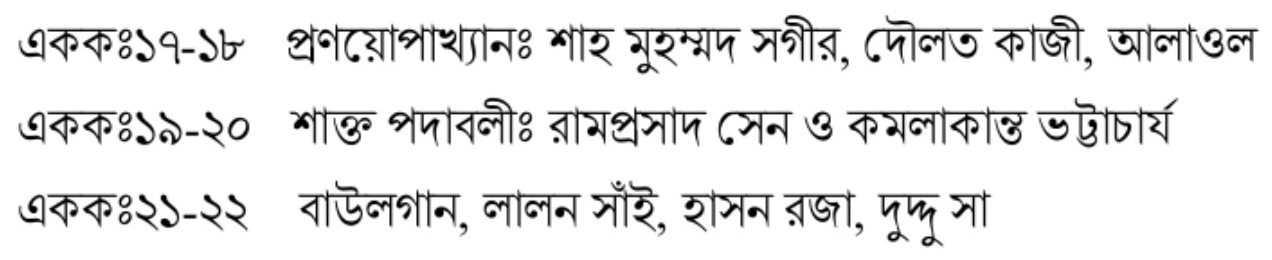 এককঃ১৭-১৮ প্রণয়োপাখ্যানঃ শাহ মুহম্মদ সগীর, দৌলত কাজী, আলাওল
এককঃ১৯-২০ শাক্ত পদাবলীঃ রামপ্রসাদ সেন ও কমলাকান্ত ভট্টাচার্য
এককঃ২১-২২ বাউলগান, লালন সাঁই, হাসন রজা, দুদ্দু সা